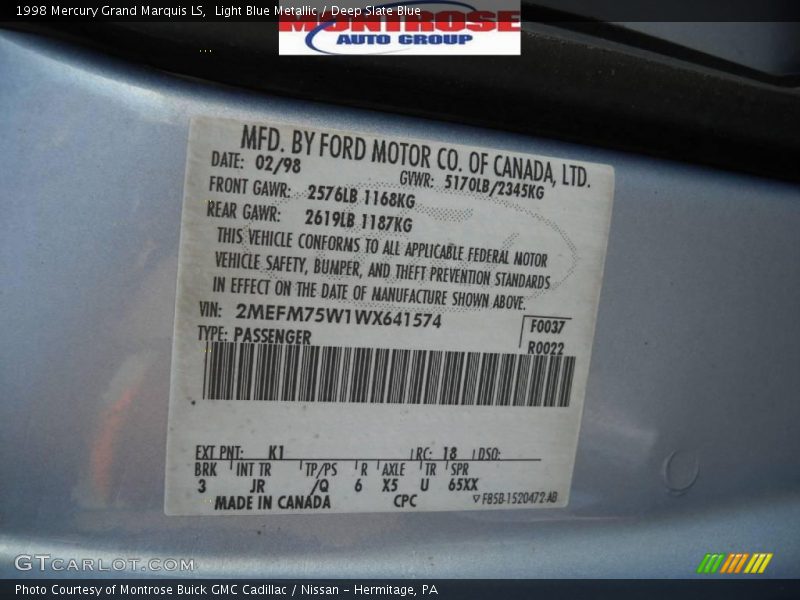 1998 Mercury Grand Marquis LS,  Light Blue Metallic / Deep Slate Blue
MONTROSE
AUTO GROUP
MFD. BY FORD MOTOR CO. OF CANADA, LTD.
DATE: 02/98 GVWR: 5170LB/2345KG
FRONT GAWR: 2576LB 1168KG
REAR GAWR: 2619LB 1187KG
THIS VEHICLE CONFORMS TO ALL APPLICABLE FEDERAL MOTOR
VEHICLE SAFETY, BUMPER, AND THEFT PREVENTION STANDARDS
IN EFFECT ON THE DATE OF MANUFACTURE SHOWN ABOVE.
VIN: 2MEFM75W1WX641574 F0037
TYPE: PASSENGER R0022
EXT PNT: K1 RC: 18 DSO:
BRK INT TR TP/PS R AXLE TR SPR
3 JR /Q 6 X5 U 65XX
MADE IN CANADA CPC F85B-1520472-AB
GTCARLOT.COM
Photo Courtesy of Montrose Buick GMC Cadillac / Nissan - Hermitage, PA